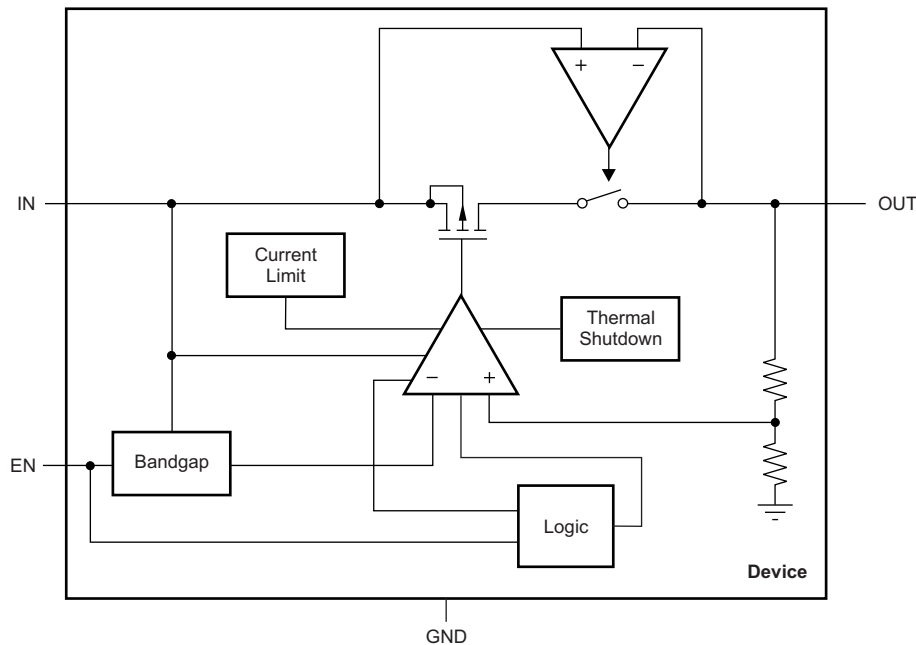 + −
IN
OUT
Current
Limit
Thermal
Shutdown
− +
EN
Bandgap
Logic
Device
GND